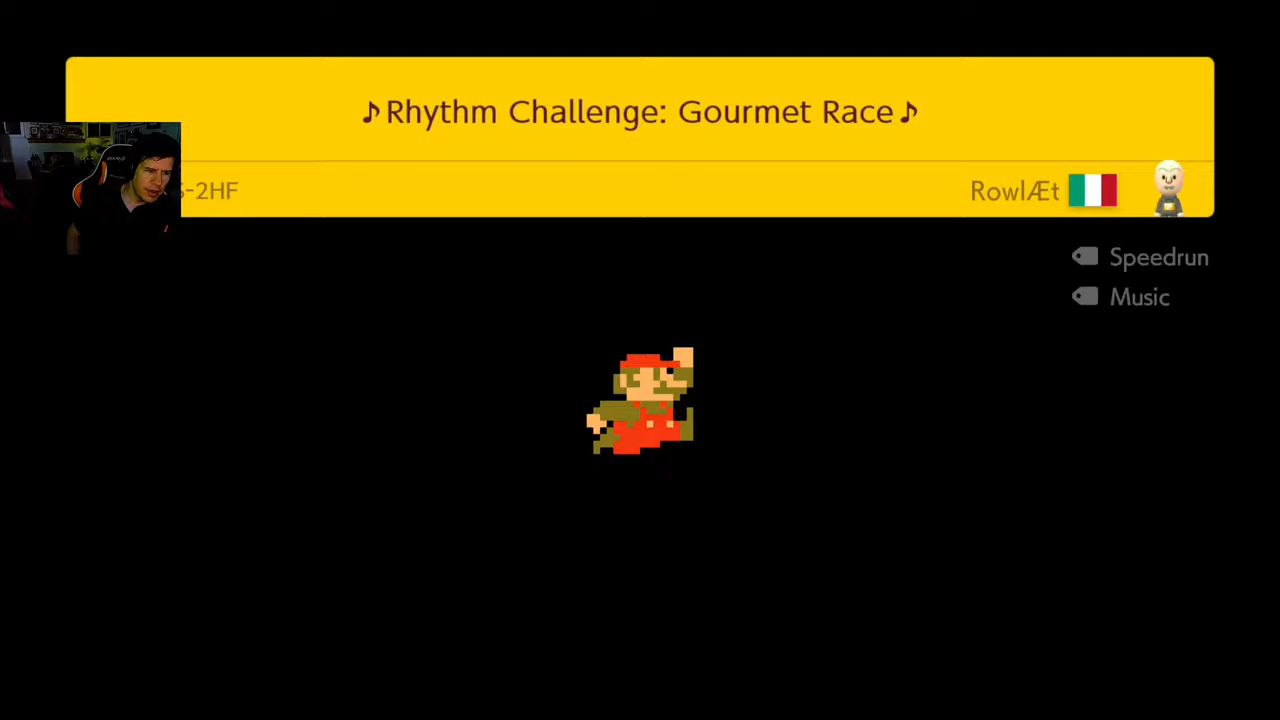 ♪Rhythm Challenge: Gourmet Race♪
-2HF
RowlÆt
Speedrun
Music